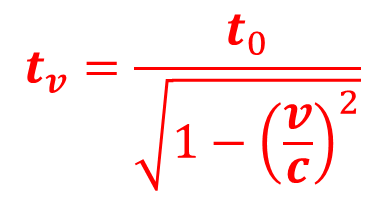 t_v = t_0 / √(1 − (v/c)^2)